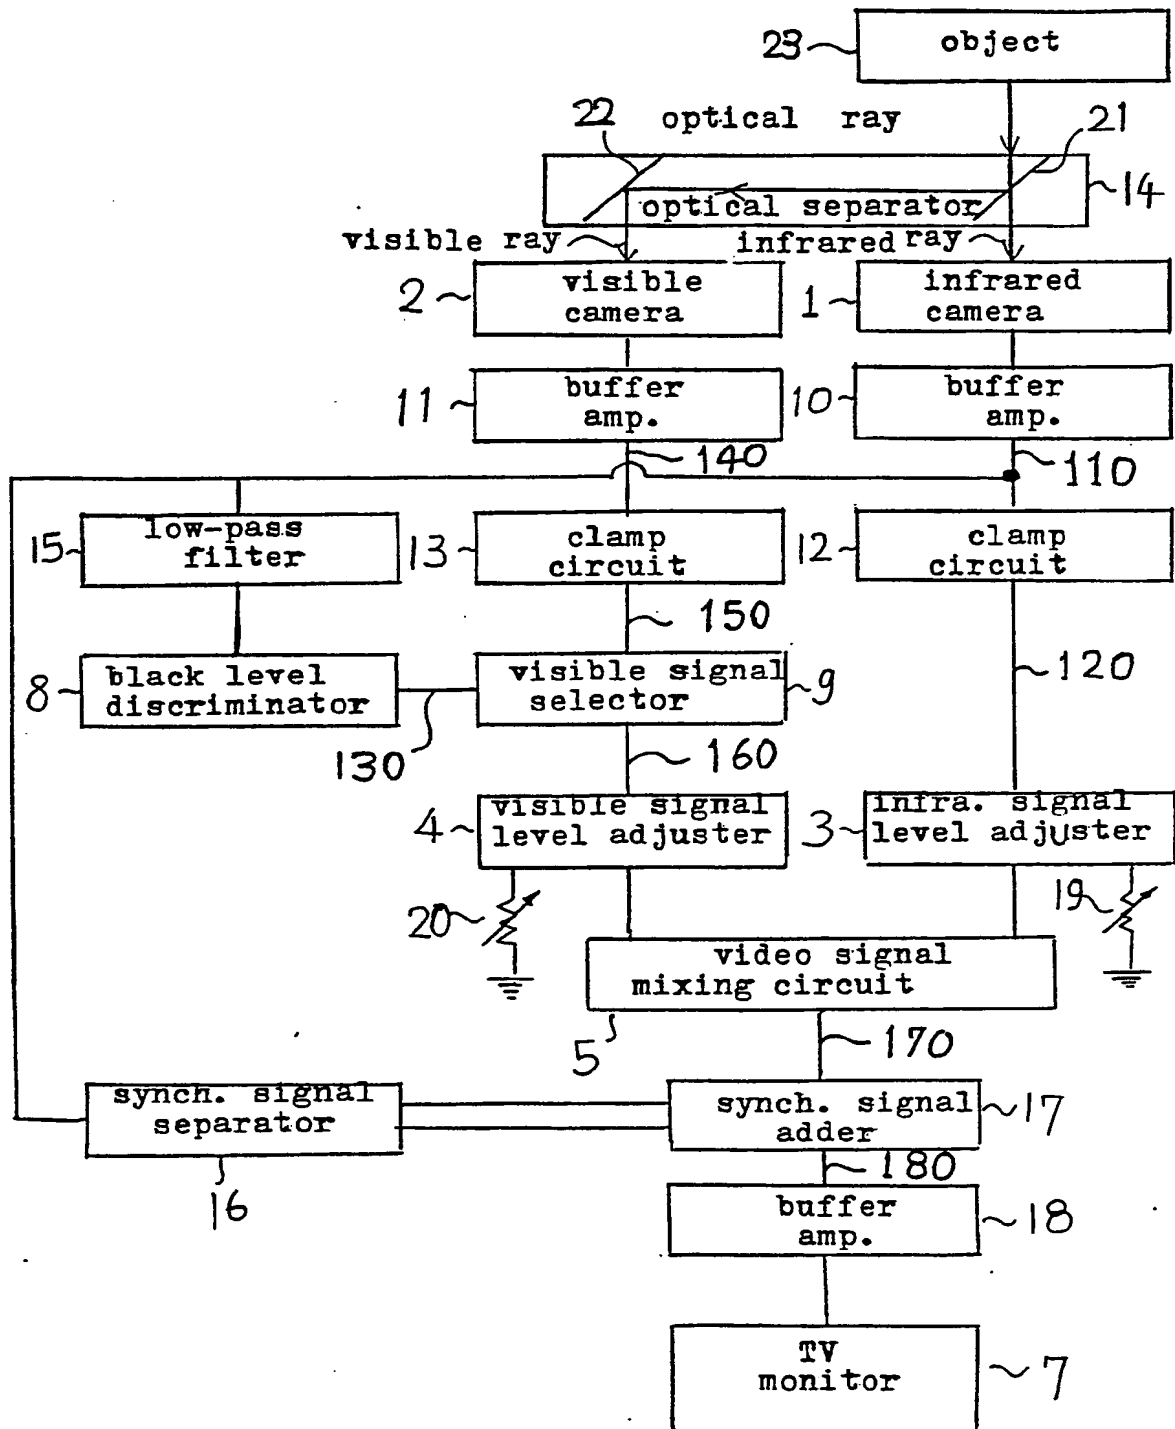 23
object
22
optical ray
21
14
optical separator
visible ray
infrared ray
2
visible
camera
1
infrared
camera
11
buffer
amp.
10
buffer
amp.
140
110
15
low-pass
filter
13
clamp
circuit
12
clamp
circuit
150
120
8
black level
discriminator
visible signal
selector
9
130
160
4
visible signal
level adjuster
3
infra. signal
level adjuster
20
19
video signal
mixing circuit
5
170
synch. signal
separator
synch. signal
adder
17
16
180
buffer
amp.
18
TV
monitor
7